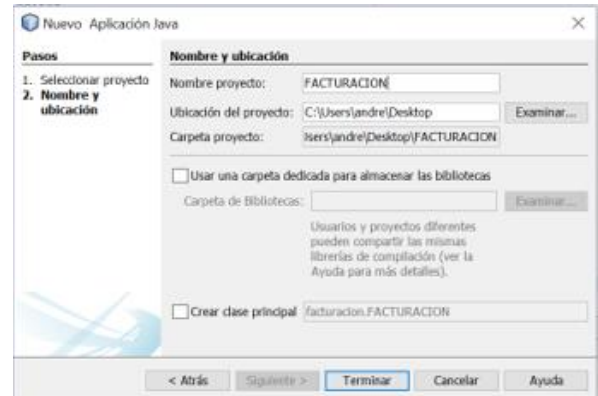 Nuevo Aplicación Java
Pasos
1. Seleccionar proyecto
2. Nombre y
ubicación
Nombre y ubicación
Nombre proyecto: FACTURACION
Ubicación del proyecto: C:\Users\andre\Desktop Examinar...
Carpeta proyecto: Isers\andre\Desktop\FACTURACION
Usar una carpeta dedicada para almacenar las bibliotecas
Carpeta de Bibliotecas: Examinar...
Usuarios y proyectos diferentes
pueden compartir las mismas
librerías de compilación (ver la
Ayuda para más detalles).
Crear clase principal facturacion.FACTURACION
< Atrás Siguiente > Terminar Cancelar Ayuda